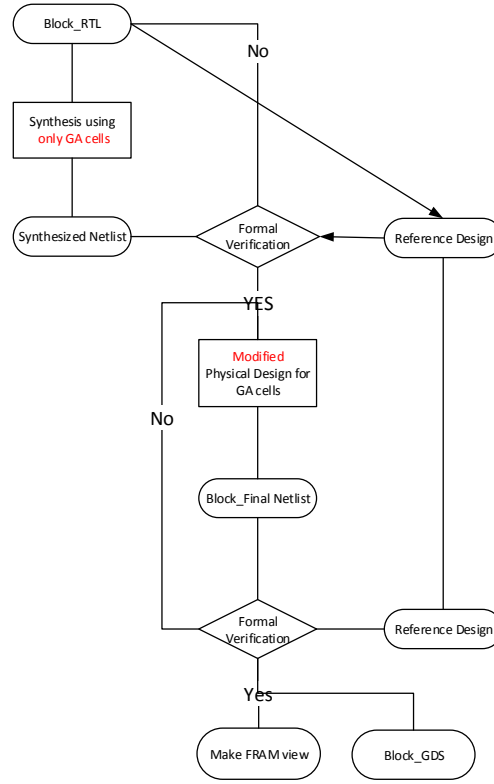 Block_RTL
No
Synthesis using
only GA cells
Synthesized Netlist
Formal
Verification
Reference Design
YES
Modified
Physical Design for
GA cells
No
Block_Final Netlist
Formal
Verification
Reference Design
Yes
Make FRAM view
Block_GDS